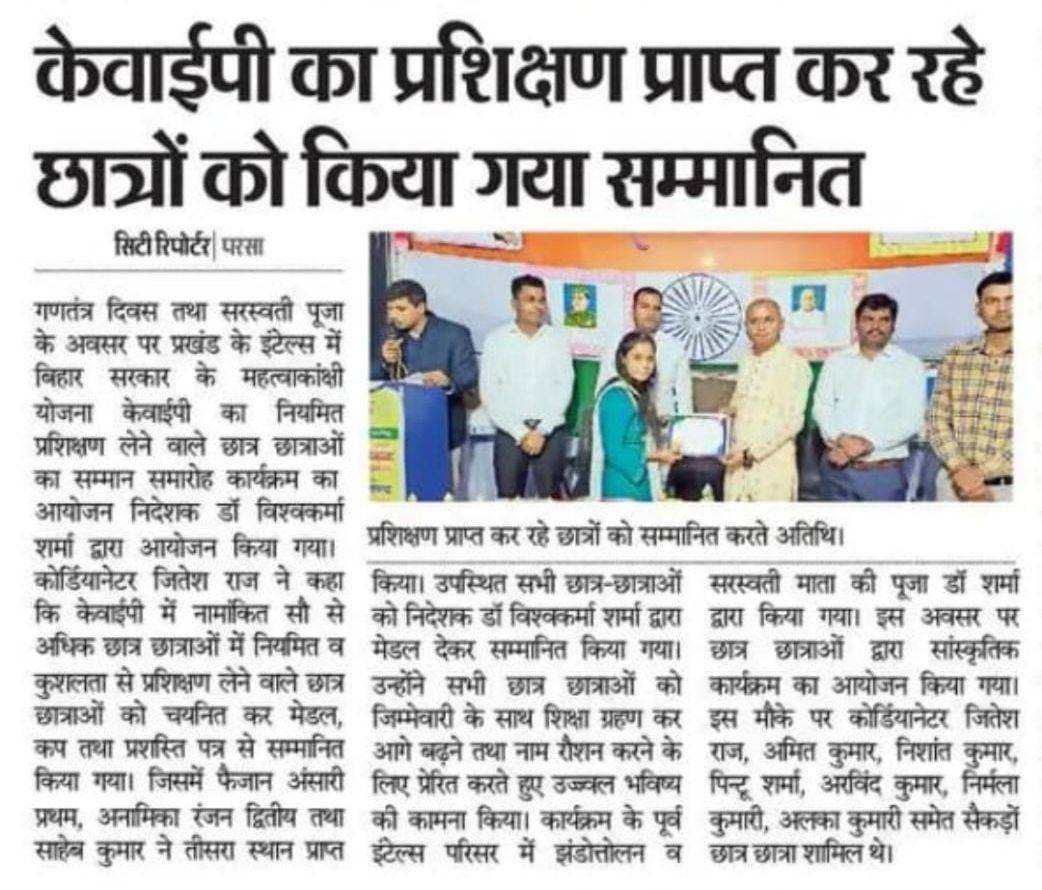 केवाईपी का प्रशिक्षण प्राप्त कर रहे
छात्रों को किया गया सम्मानित
सिटी रिपोर्टर| परसा
गणतंत्र दिवस तथा सरस्वती पूजा
के अवसर पर प्रखंड के इंटेल्स में
बिहार सरकार के महत्वाकांक्षी
योजना केवाईपी का नियमित
प्रशिक्षण लेने वाले छात्र छात्राओं
का सम्मान समारोह कार्यक्रम का
आयोजन निदेशक डॉ विश्वकर्मा
शर्मा द्वारा आयोजन किया गया।
कोर्डियानेटर जितेश राज ने कहा
कि केवाईपी में नामांकित सौ से
अधिक छात्र छात्राओं में नियमित व
कुशलता से प्रशिक्षण लेने वाले छात्र
छात्राओं को चयनित कर मेडल,
कप तथा प्रशस्ति पत्र से सम्मानित
किया गया। जिसमें फैजान अंसारी
प्रथम, अनामिका रंजन द्वितीय तथा
साहेब कुमार ने तीसरा स्थान प्राप्त
प्रशिक्षण प्राप्त कर रहे छात्रों को सम्मानित करते अतिथि।
किया। उपस्थित सभी छात्र-छात्राओं
को निदेशक डॉ विश्वकर्मा शर्मा द्वारा
मेडल देकर सम्मानित किया गया।
उन्होंने सभी छात्र छात्राओं को
जिम्मेवारी के साथ शिक्षा ग्रहण कर
आगे बढ़ने तथा नाम रौशन करने के
लिए प्रेरित करते हुए उज्ज्वल भविष्य
की कामना किया। कार्यक्रम के पूर्व
इंटेल्स परिसर में झंडोत्तोलन व
सरस्वती माता की पूजा डॉ शर्मा
द्वारा किया गया। इस अवसर पर
छात्र छात्राओं द्वारा सांस्कृतिक
कार्यक्रम का आयोजन किया गया।
इस मौके पर कोर्डियानेटर जितेश
राज, अमित कुमार, निशांत कुमार,
पिन्टू शर्मा, अरविंद कुमार, निर्मला
कुमारी, अलका कुमारी समेत सैकड़ों
छात्र छात्रा शामिल थे।